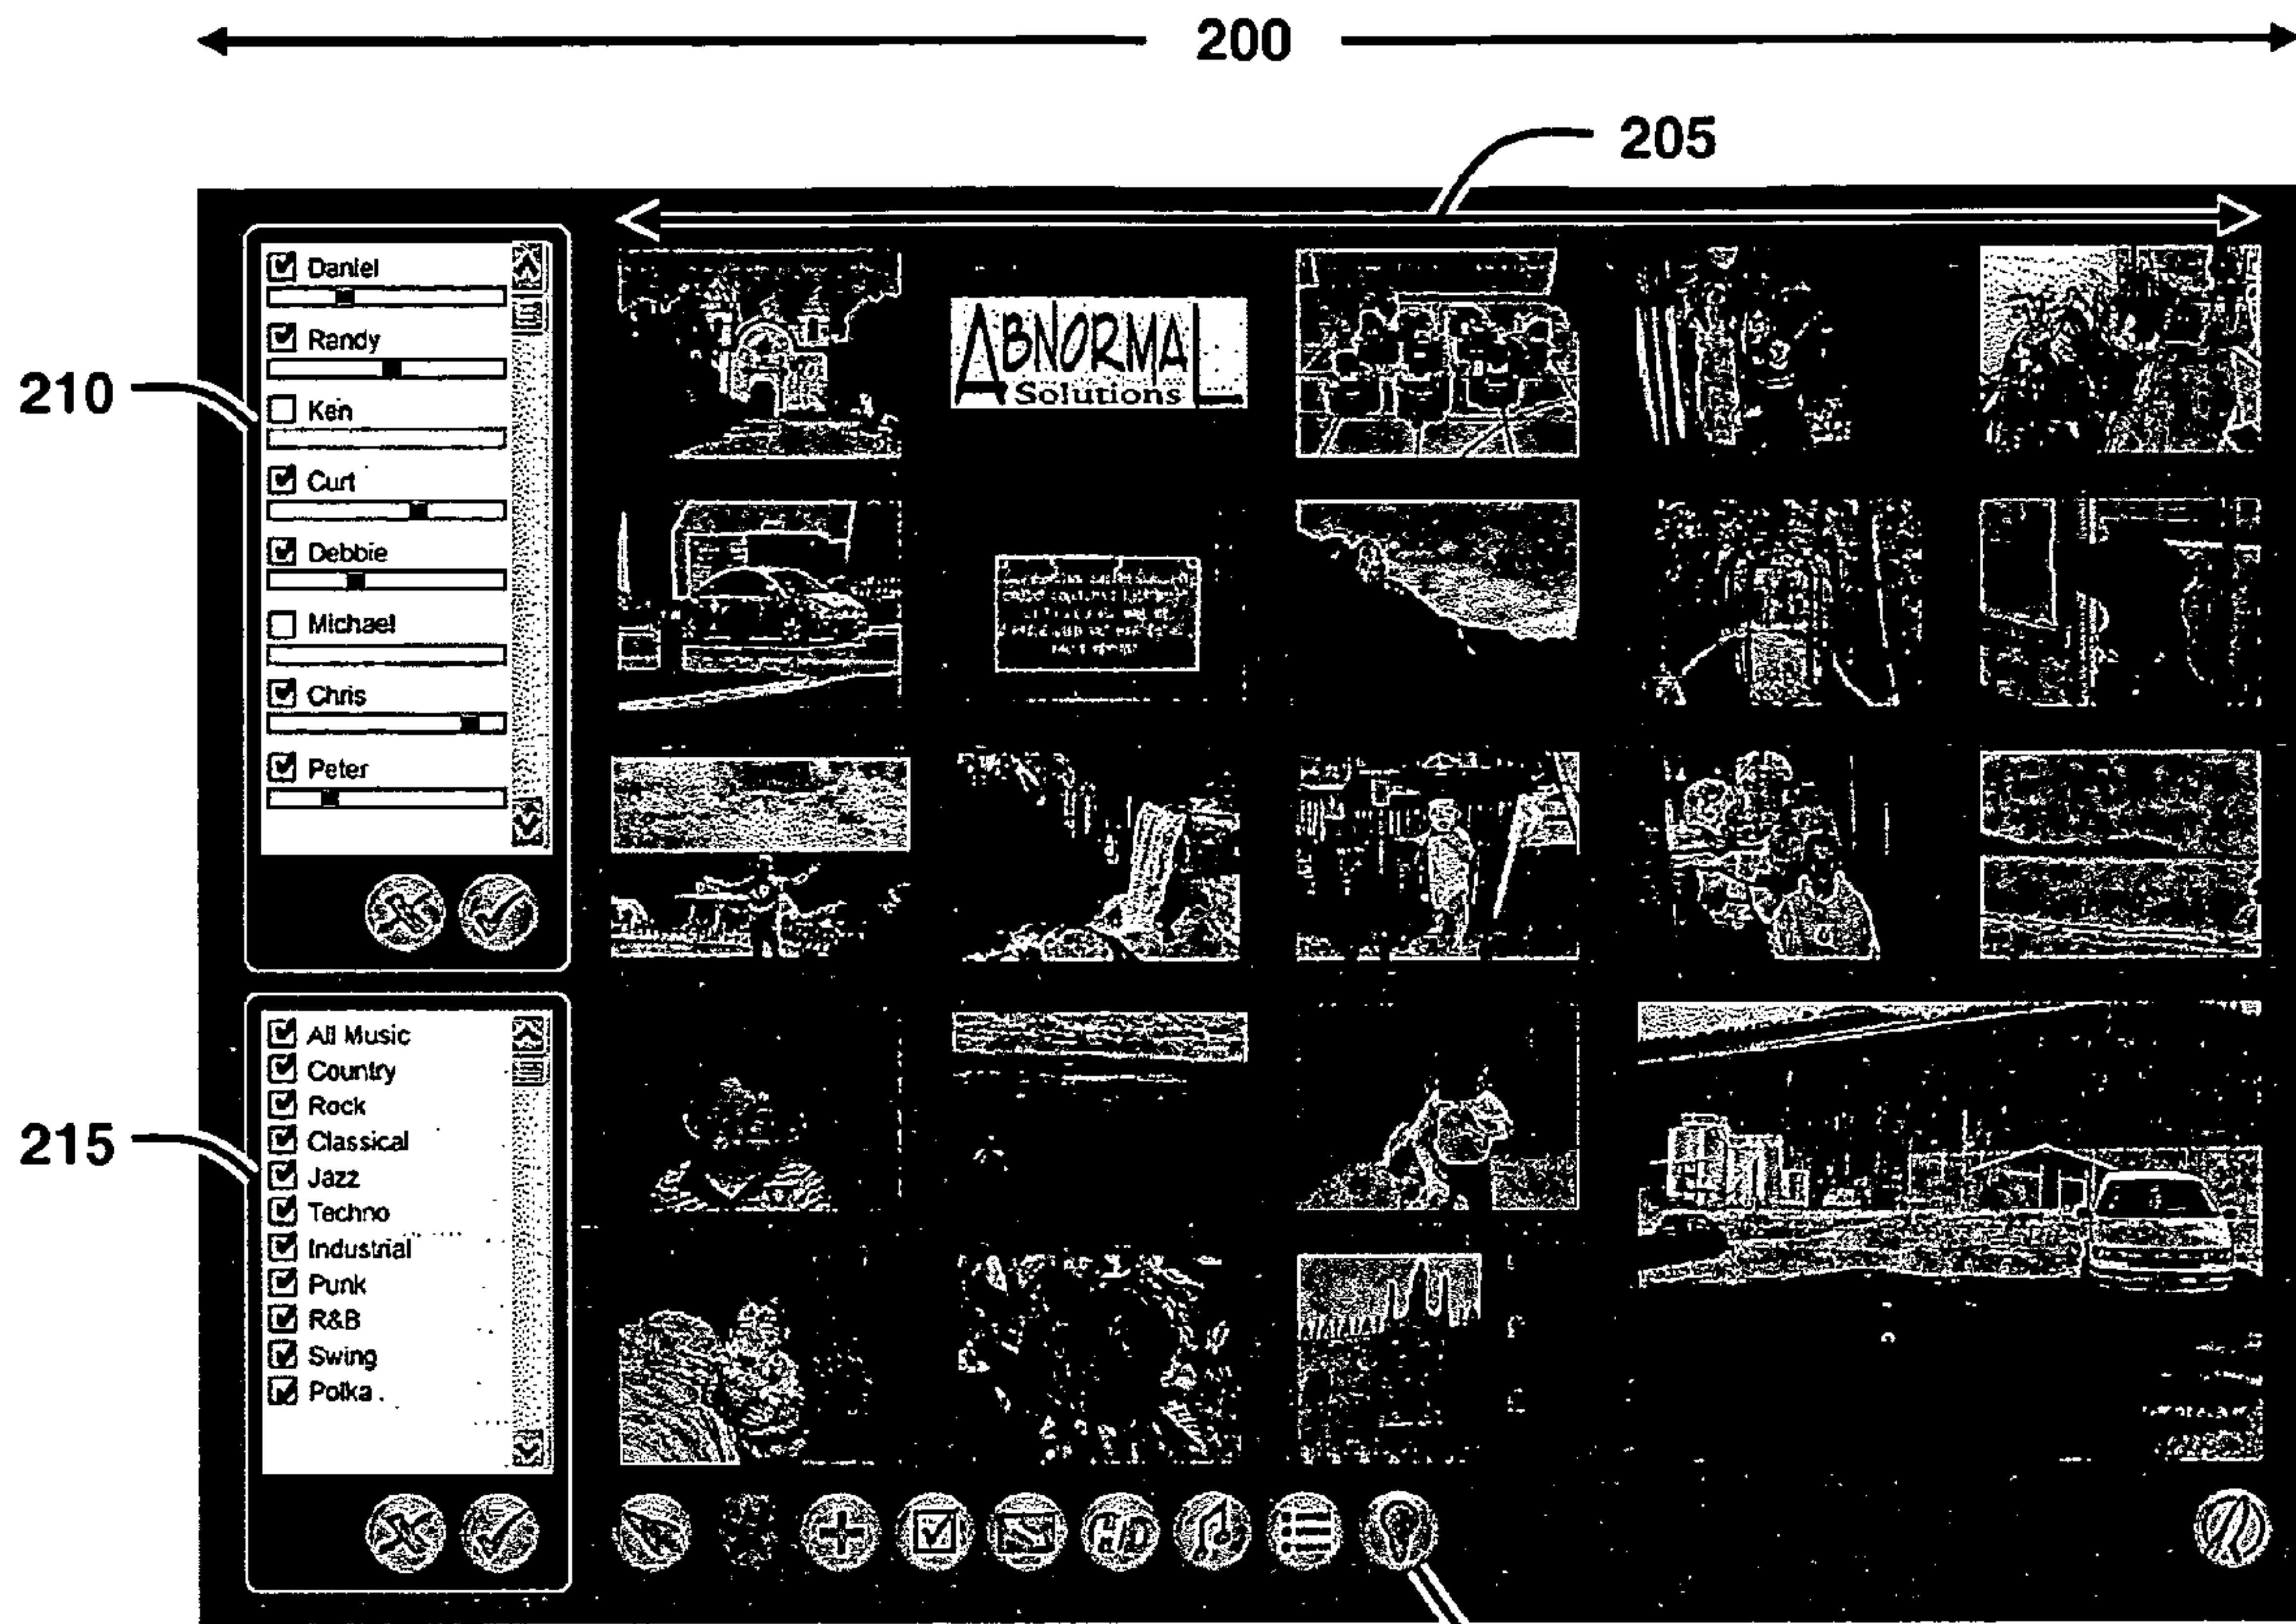 200
205
210
Daniel
Randy
Ken
Curt
Debbie
Michael
Chris
Peter
ABNORMAL
Solutions
215
All Music
Country
Rock
Classical
Jazz
Techno
Industrial
Punk
R&B
Swing
Polka
H/D